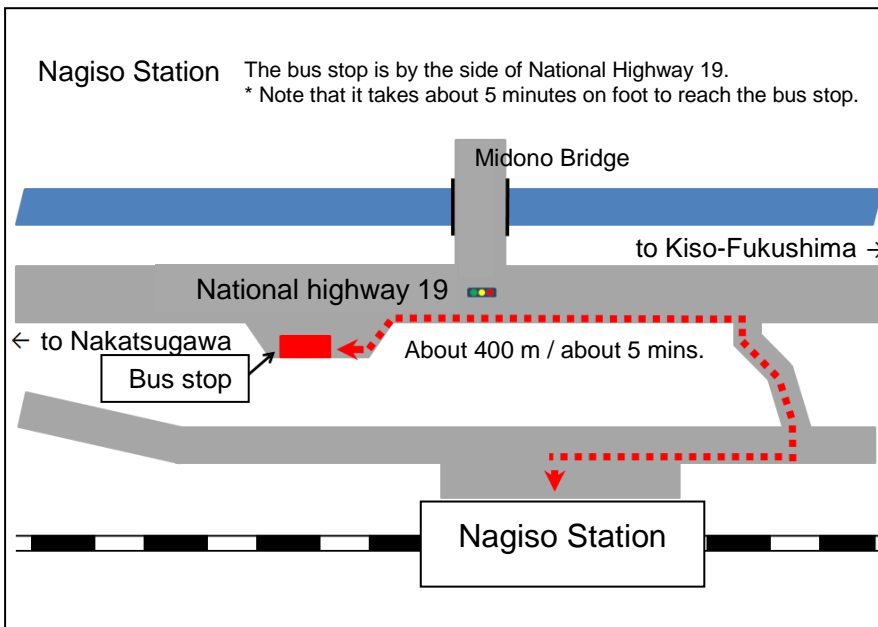 Nagiso Station
The bus stop is by the side of National Highway 19.
* Note that it takes about 5 minutes on foot to reach the bus stop.
Midono Bridge
to Kiso-Fukushima →
National highway 19
← to Nakatsugawa
About 400 m / about 5 mins.
Bus stop
Nagiso Station